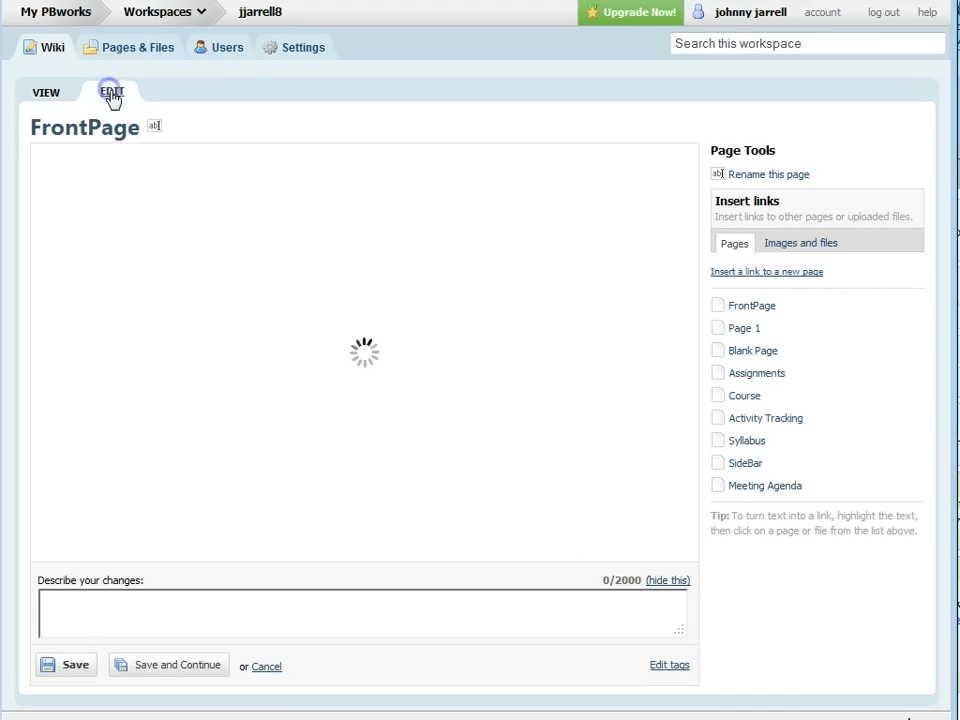 My PBworks Workspaces jjarrell8 Upgrade Now! johnny jarrell account log out help
Wiki Pages & Files Users Settings Search this workspace
VIEW EDIT
FrontPage
Page Tools
Rename this page
Insert links
Insert links to other pages or uploaded files.
Pages Images and files
Insert a link to a new page
FrontPage
Page 1
Blank Page
Assignments
Course
Activity Tracking
Syllabus
SideBar
Meeting Agenda
Tip: To turn text into a link, highlight the text,
then click on a page or file from the list above.
Describe your changes: 0/2000 (hide this)
Save Save and Continue or Cancel Edit tags